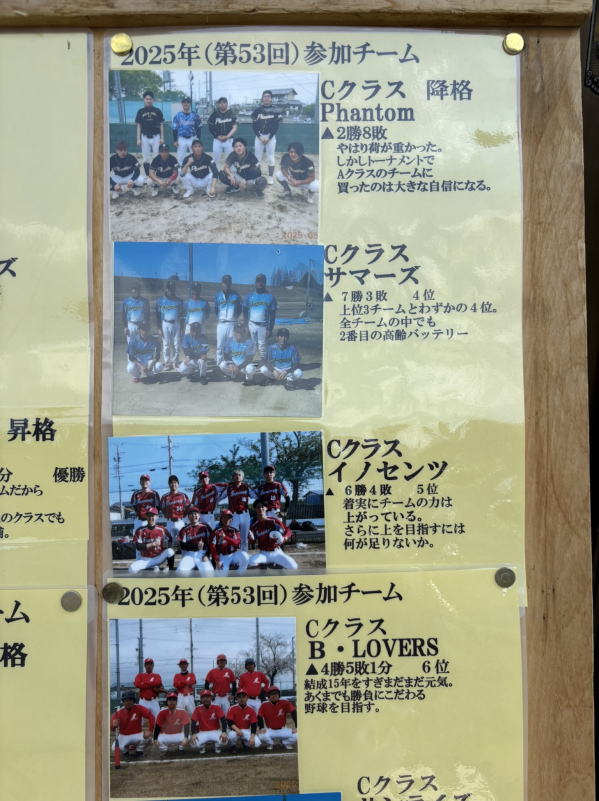 2025年(第53回)参加チーム
Cクラス 降格
Phantom
▲2勝8敗
やはり荷が重かった。
しかしトーナメントで
Aクラスのチームに
買ったのは大きな自信になる。
Cクラス
サマーズ
▲ 7勝3敗 4位
上位3チームとわずかの4位。
全チームの中でも
2番目の高齢バッテリー
Cクラス
イノセンツ
▲ 6勝4敗 5位
着実にチームの力は
上がっている。
さらに上を目指すには
何が足りないか。
2025年(第53回)参加チーム
Cクラス
B・LOVERS
▲4勝5敗1分 6位
結成15年をすぎまだまだ元気。
あくまでも勝負にこだわる
野球を目指す。
Cクラス
ズ
昇格
分 優勝
ムだから
のクラスでも
ーム
格